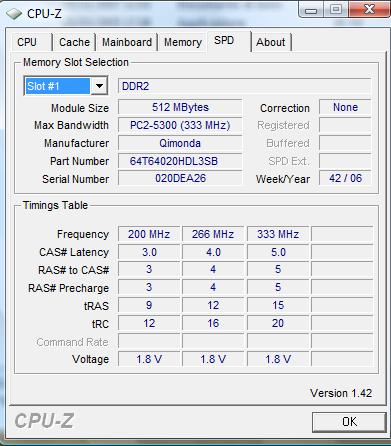 CPU-Z
CPU Cache Mainboard Memory SPD About
Memory Slot Selection
Slot #1 DDR2
Module Size 512 MBytes Correction None
Max Bandwidth PC2-5300 (333 MHz) Registered
Manufacturer Qimonda Buffered
Part Number 64T64020HDL3SB SPD Ext.
Serial Number 020DEA26 Week/Year 42 / 06
Timings Table
Frequency 200 MHz 266 MHz 333 MHz
CAS# Latency 3.0 4.0 5.0
RAS# to CAS# 3 4 5
RAS# Precharge 3 4 5
tRAS 9 12 15
tRC 12 16 20
Command Rate
Voltage 1.8 V 1.8 V 1.8 V
Version 1.42
CPU-Z OK